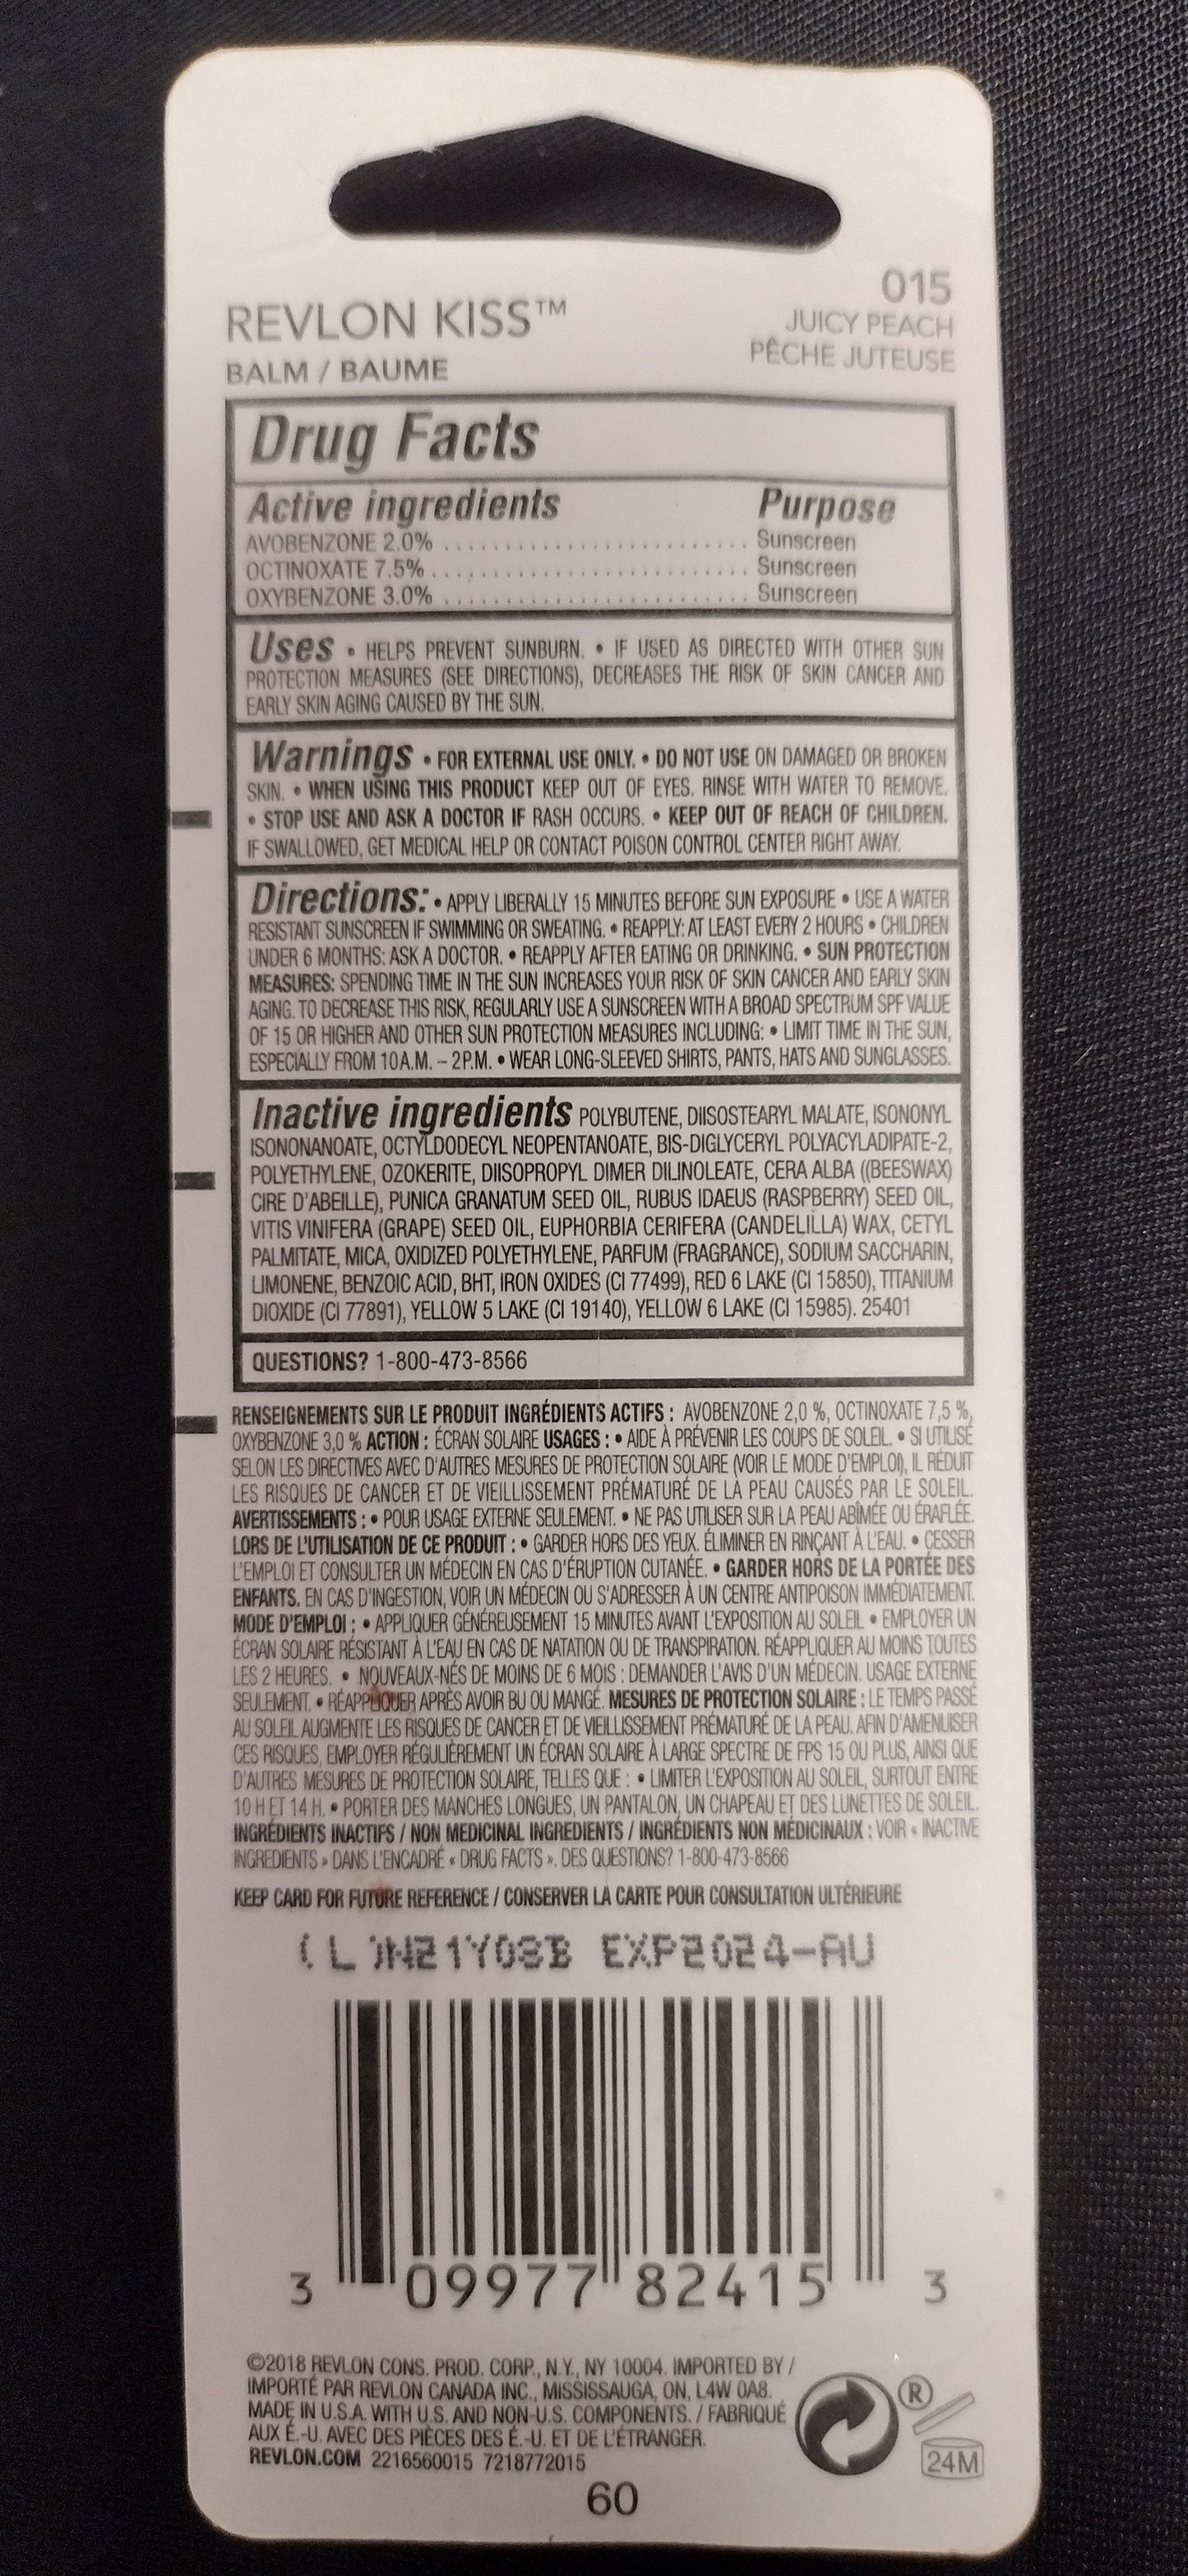 015
REVLON KISS™
JUICY PEACH
PÊCHE JUTEUSE
BALM / BAUME
Drug Facts
Active ingredients Purpose
AVOBENZONE 2.0% . . . . . . . . . . . . . . . . . . . . . . . . . . Sunscreen
OCTINOXATE 7.5% . . . . . . . . . . . . . . . . . . . . . . . . . . . Sunscreen
OXYBENZONE 3.0% . . . . . . . . . . . . . . . . . . . . . . . . . . Sunscreen
Uses • HELPS PREVENT SUNBURN. • IF USED AS DIRECTED WITH OTHER SUN
PROTECTION MEASURES (SEE DIRECTIONS), DECREASES THE RISK OF SKIN CANCER AND
EARLY SKIN AGING CAUSED BY THE SUN.
Warnings • FOR EXTERNAL USE ONLY. • DO NOT USE ON DAMAGED OR BROKEN
SKIN. • WHEN USING THIS PRODUCT KEEP OUT OF EYES. RINSE WITH WATER TO REMOVE.
• STOP USE AND ASK A DOCTOR IF RASH OCCURS. • KEEP OUT OF REACH OF CHILDREN.
IF SWALLOWED, GET MEDICAL HELP OR CONTACT POISON CONTROL CENTER RIGHT AWAY.
Directions: • APPLY LIBERALLY 15 MINUTES BEFORE SUN EXPOSURE • USE A WATER
RESISTANT SUNSCREEN IF SWIMMING OR SWEATING. • REAPPLY: AT LEAST EVERY 2 HOURS • CHILDREN
UNDER 6 MONTHS: ASK A DOCTOR. • REAPPLY AFTER EATING OR DRINKING. • SUN PROTECTION
MEASURES: SPENDING TIME IN THE SUN INCREASES YOUR RISK OF SKIN CANCER AND EARLY SKIN
AGING. TO DECREASE THIS RISK, REGULARLY USE A SUNSCREEN WITH A BROAD SPECTRUM SPF VALUE
OF 15 OR HIGHER AND OTHER SUN PROTECTION MEASURES INCLUDING: • LIMIT TIME IN THE SUN,
ESPECIALLY FROM 10A.M. – 2P.M. • WEAR LONG-SLEEVED SHIRTS, PANTS, HATS AND SUNGLASSES.
Inactive ingredients POLYBUTENE, DIISOSTEARYL MALATE, ISONONYL
ISONONANOATE, OCTYLDODECYL NEOPENTANOATE, BIS-DIGLYCERYL POLYACYLADIPATE-2,
POLYETHYLENE, OZOKERITE, DIISOPROPYL DIMER DILINOLEATE, CERA ALBA ((BEESWAX)
CIRE D'ABEILLE), PUNICA GRANATUM SEED OIL, RUBUS IDAEUS (RASPBERRY) SEED OIL,
VITIS VINIFERA (GRAPE) SEED OIL, EUPHORBIA CERIFERA (CANDELILLA) WAX, CETYL
PALMITATE, MICA, OXIDIZED POLYETHYLENE, PARFUM (FRAGRANCE), SODIUM SACCHARIN,
LIMONENE, BENZOIC ACID, BHT, IRON OXIDES (CI 77499), RED 6 LAKE (CI 15850), TITANIUM
DIOXIDE (CI 77891), YELLOW 5 LAKE (CI 19140), YELLOW 6 LAKE (CI 15985). 25401
QUESTIONS? 1-800-473-8566
RENSEIGNEMENTS SUR LE PRODUIT INGRÉDIENTS ACTIFS : AVOBENZONE 2,0 %, OCTINOXATE 7,5 %,
OXYBENZONE 3,0 % ACTION : ÉCRAN SOLAIRE USAGES : • AIDE À PRÉVENIR LES COUPS DE SOLEIL. • SI UTILISÉ
SELON LES DIRECTIVES AVEC D'AUTRES MESURES DE PROTECTION SOLAIRE (VOIR LE MODE D'EMPLOI), IL RÉDUIT
LES RISQUES DE CANCER ET DE VIEILLISSEMENT PRÉMATURÉ DE LA PEAU CAUSÉS PAR LE SOLEIL.
AVERTISSEMENTS : • POUR USAGE EXTERNE SEULEMENT. • NE PAS UTILISER SUR LA PEAU ABÎMÉE OU ÉRAFLÉE.
LORS DE L'UTILISATION DE CE PRODUIT : • GARDER HORS DES YEUX. ÉLIMINER EN RINÇANT À L'EAU. • CESSER
L'EMPLOI ET CONSULTER UN MÉDECIN EN CAS D'ÉRUPTION CUTANÉE. • GARDER HORS DE LA PORTÉE DES
ENFANTS. EN CAS D'INGESTION, VOIR UN MÉDECIN OU S'ADRESSER À UN CENTRE ANTIPOISON IMMÉDIATEMENT.
MODE D'EMPLOI : • APPLIQUER GÉNÉREUSEMENT 15 MINUTES AVANT L'EXPOSITION AU SOLEIL • EMPLOYER UN
ÉCRAN SOLAIRE RÉSISTANT À L'EAU EN CAS DE NATATION OU DE TRANSPIRATION. RÉAPPLIQUER AU MOINS TOUTES
LES 2 HEURES. • NOUVEAUX-NÉS DE MOINS DE 6 MOIS : DEMANDER L'AVIS D'UN MÉDECIN. USAGE EXTERNE
SEULEMENT. • RÉAPPLIQUER APRÈS AVOIR BU OU MANGÉ. MESURES DE PROTECTION SOLAIRE : LE TEMPS PASSÉ
AU SOLEIL AUGMENTE LES RISQUES DE CANCER ET DE VIEILLISSEMENT PRÉMATURÉ DE LA PEAU. AFIN D'AMENUISER
CES RISQUES, EMPLOYER RÉGULIÈREMENT UN ÉCRAN SOLAIRE À LARGE SPECTRE DE FPS 15 OU PLUS, AINSI QUE
D'AUTRES MESURES DE PROTECTION SOLAIRE, TELLES QUE : • LIMITER L'EXPOSITION AU SOLEIL, SURTOUT ENTRE
10 H ET 14 H. • PORTER DES MANCHES LONGUES, UN PANTALON, UN CHAPEAU ET DES LUNETTES DE SOLEIL.
INGRÉDIENTS INACTIFS / NON MEDICINAL INGREDIENTS / INGRÉDIENTS NON MÉDICINAUX : VOIR « INACTIVE
INGREDIENTS » DANS L'ENCADRÉ « DRUG FACTS ». DES QUESTIONS? 1-800-473-8566
KEEP CARD FOR FUTURE REFERENCE / CONSERVER LA CARTE POUR CONSULTATION ULTÉRIEURE
EXP2024-AU
3 09977 82415 3
©2018 REVLON CONS. PROD. CORP., N.Y., NY 10004. IMPORTED BY /
IMPORTÉ PAR REVLON CANADA INC., MISSISSAUGA, ON, L4W 0A8.
MADE IN U.S.A. WITH U.S. AND NON-U.S. COMPONENTS. / FABRIQUÉ
AUX É.-U. AVEC DES PIÈCES DES É.-U. ET DE L'ÉTRANGER.
REVLON.COM 2216560015 7218772015
®
24M
60